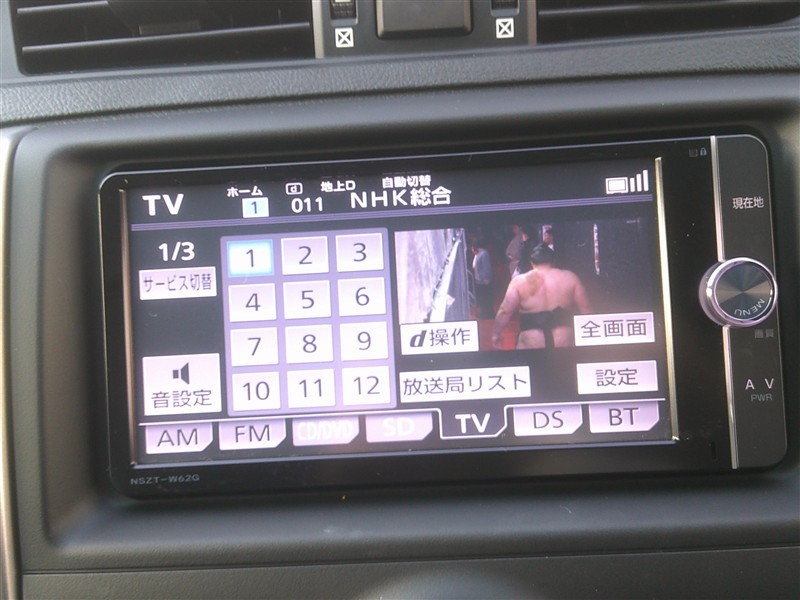 TV ホーム 1 d 地上D 011 自動切替 NHK総合
現在地
1/3
サービス切替
1 2 3
4 5 6
7 8 9
10 11 12
MENU
画質
d操作
全画面
音設定
放送局リスト
設定
A V
PWR
AM FM CD/DVD SD TV DS BT
NSZT-W62G